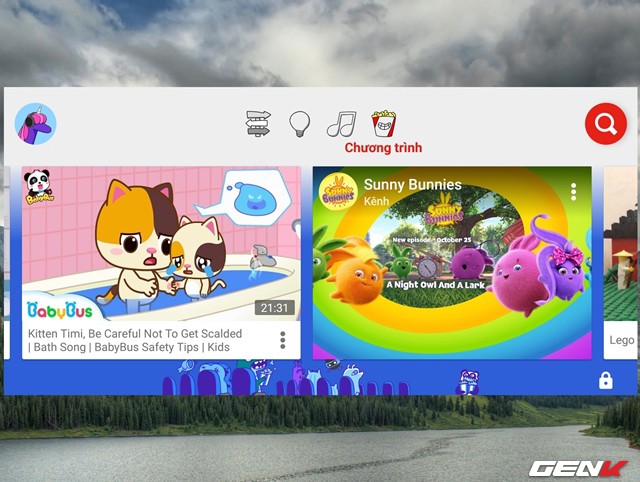 Chương trình
BabyBus
BabyBus
21:31
Kitten Timi, Be Careful Not To Get Scalded
| Bath Song | BabyBus Safety Tips | Kids
SUNNY BUNNIES
Sunny Bunnies
Kênh
SUNNY BUNNIES
New episode - October 25
A Night Owl And A Lark
Lego
GENK